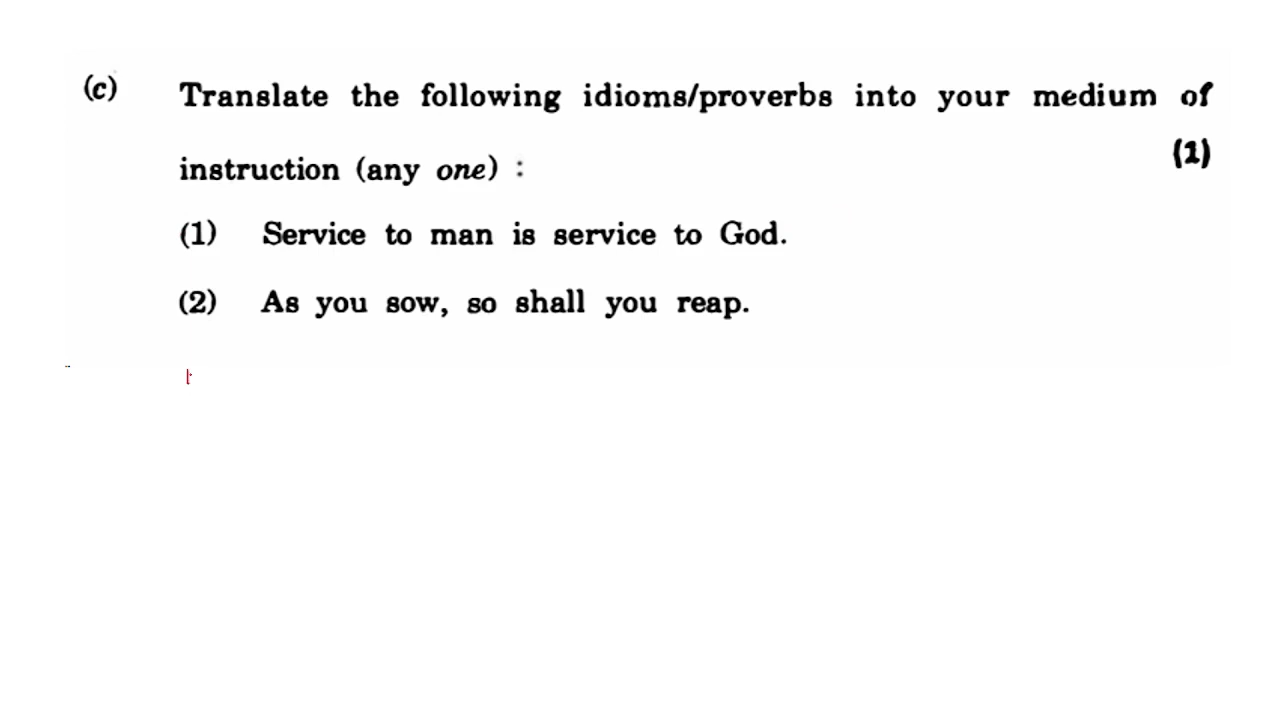 (c) Translate the following idioms/proverbs into your medium of
instruction (any one) : (1)
(1) Service to man is service to God.
(2) As you sow, so shall you reap.